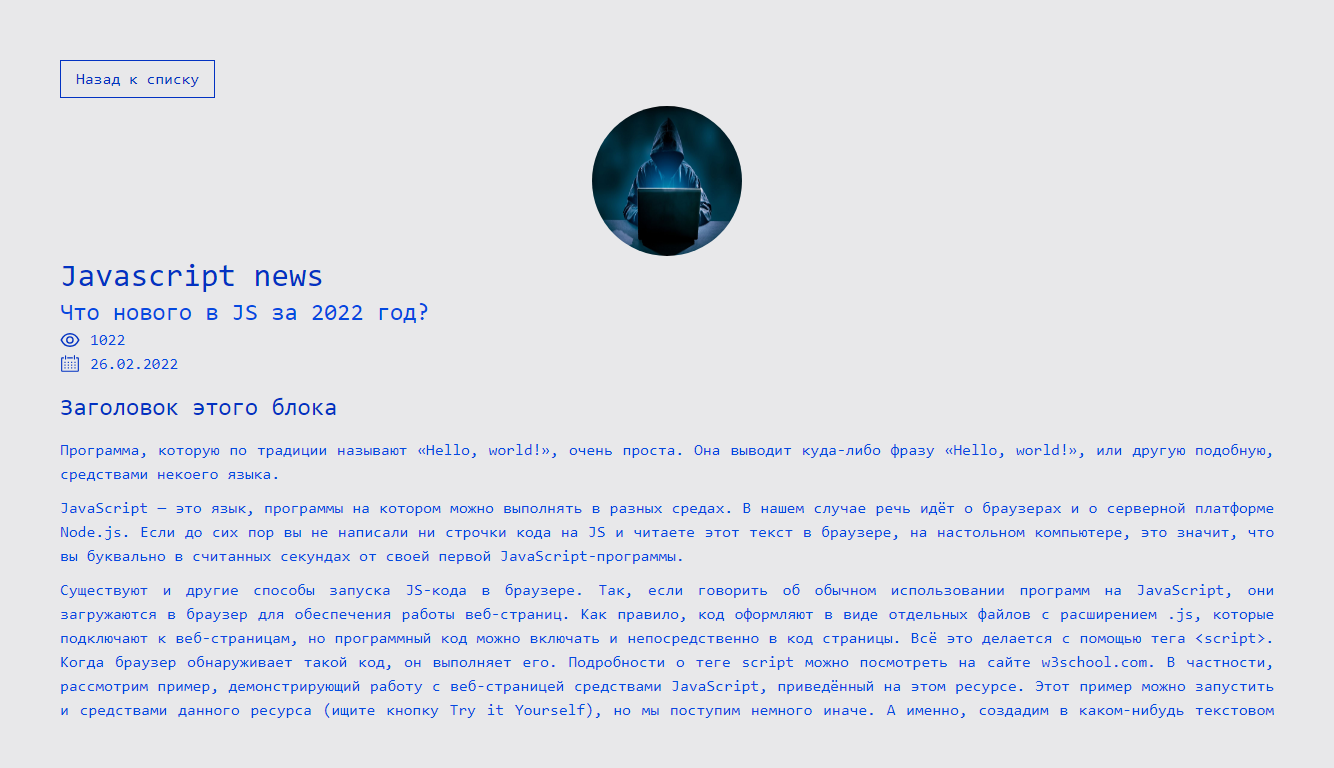 Назад к списку
Javascript news
Что нового в JS за 2022 год?
1022
26.02.2022
Заголовок этого блока
Программа, которую по традиции называют «Hello, world!», очень проста. Она выводит куда-либо фразу «Hello, world!», или другую подобную,
средствами некоего языка.
JavaScript — это язык, программы на котором можно выполнять в разных средах. В нашем случае речь идёт о браузерах и о серверной платформе
Node.js. Если до сих пор вы не написали ни строчки кода на JS и читаете этот текст в браузере, на настольном компьютере, это значит, что
вы буквально в считанных секундах от своей первой JavaScript-программы.
Существуют и другие способы запуска JS-кода в браузере. Так, если говорить об обычном использовании программ на JavaScript, они
загружаются в браузер для обеспечения работы веб-страниц. Как правило, код оформляют в виде отдельных файлов с расширением .js, которые
подключают к веб-страницам, но программный код можно включать и непосредственно в код страницы. Всё это делается с помощью тега <script>.
Когда браузер обнаруживает такой код, он выполняет его. Подробности о теге script можно посмотреть на сайте w3school.com. В частности,
рассмотрим пример, демонстрирующий работу с веб-страницей средствами JavaScript, приведённый на этом ресурсе. Этот пример можно запустить
и средствами данного ресурса (ищите кнопку Try it Yourself), но мы поступим немного иначе. А именно, создадим в каком-нибудь текстовом